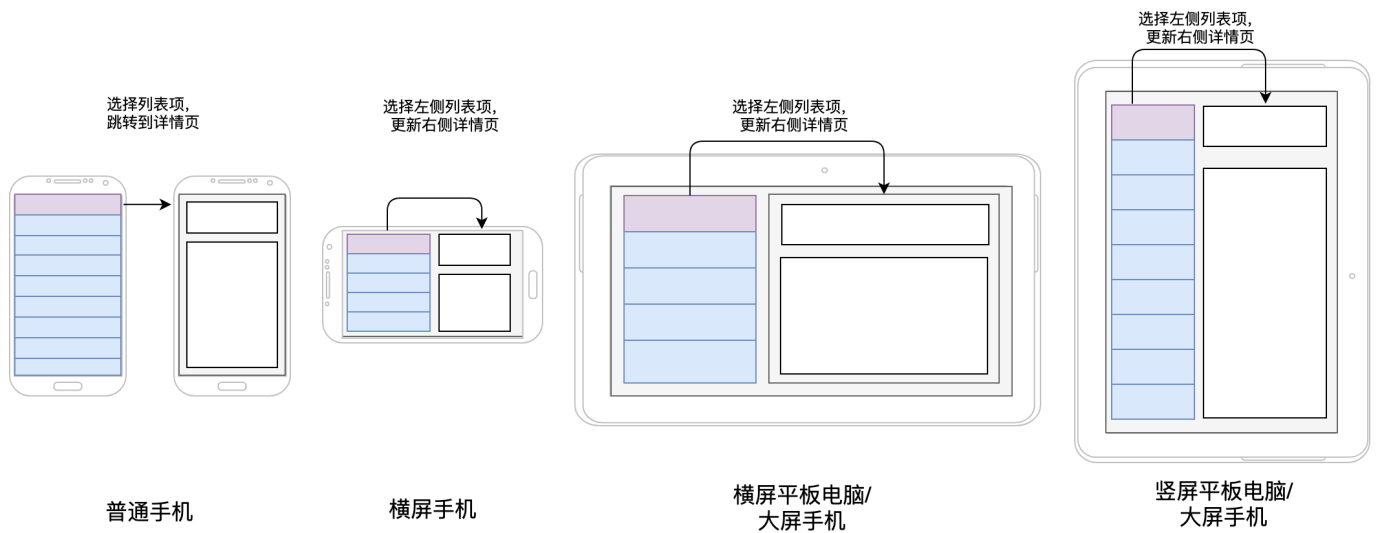 选择列表项，
跳转到详情页
选择左侧列表项，
更新右侧详情页
选择左侧列表项，
更新右侧详情页
选择左侧列表项，
更新右侧详情页
普通手机
横屏手机
横屏平板电脑/
大屏手机
竖屏平板电脑/
大屏手机